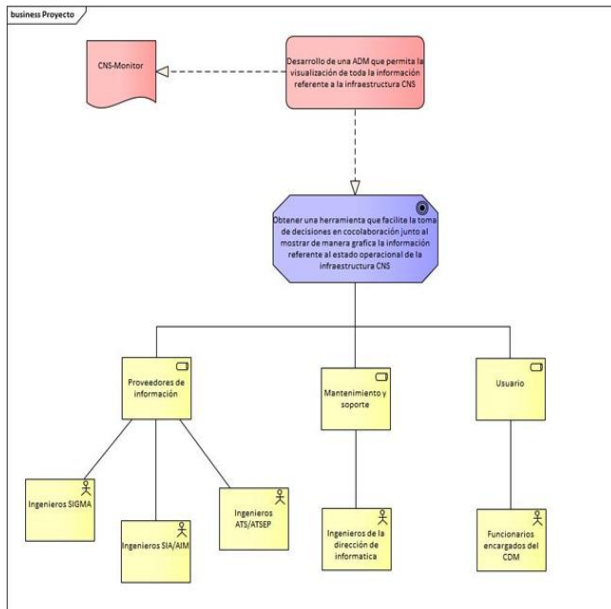 business Proyecto
CNS-Monitor
Desarrollo de una ADM que permita la
visualización de toda la información
referente a la infraestructura CNS
Obtener una herramienta que facilite la toma
de decisiones en cocolaboración junto al
mostrar de manera grafica la información
referente al estado operacional de la
infraestructura CNS
Proveedores de
información
Mantenimiento y
soporte
Usuario
Ingenieros SIGMA
Ingenieros SIA/AIM
Ingenieros
ATS/ATSEP
Ingenieros de la
dirección de
informatica
Funcionarios
encargados del
CDM